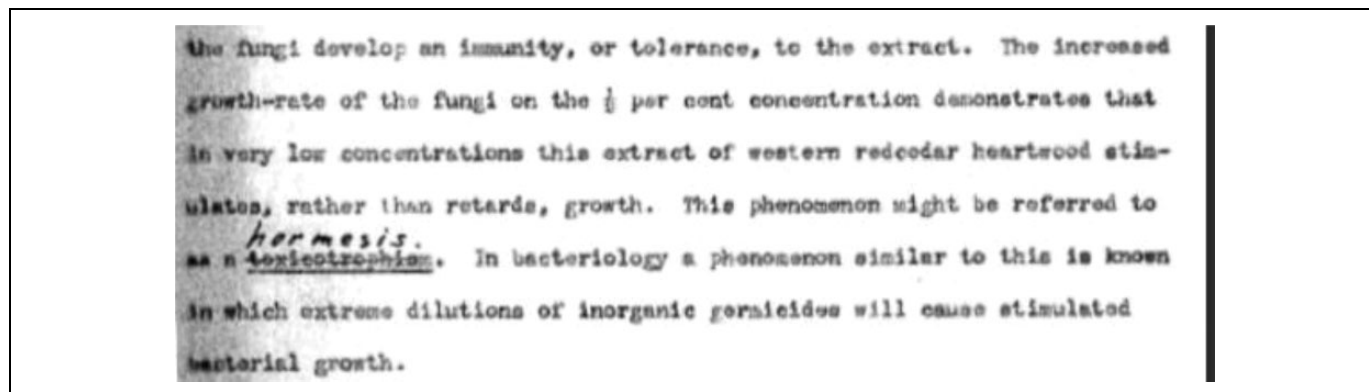 the fungi develop an immunity, or tolerance, to the extract. The increased
growth-rate of the fungi on the per cent concentration demonstrates that
in very low concentrations this extract of western redcedar heartwood stim-
ulates, rather than retards, growth. This phenomenon might be referred to
hormesis.
as a toxicotrophism. In bacteriology a phenomenon similar to this is known
in which extreme dilutions of inorganic germicides will cause stimulated
bacterial growth.